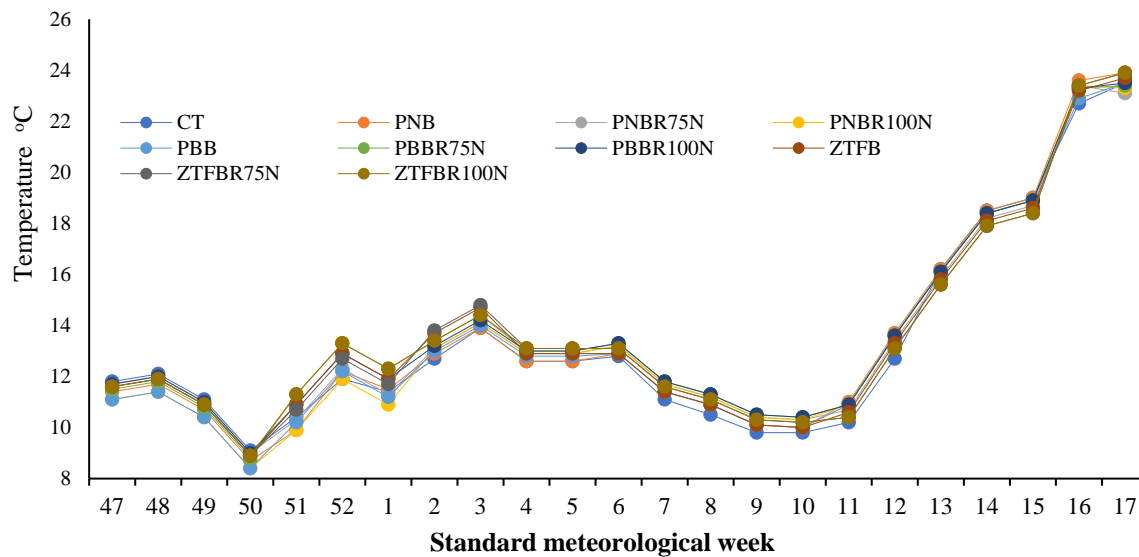 26
24
22
20
18
16
14
12
10
8
Temperature ºC
CT PNB PNBR75N PNBR100N
PBB PBBR75N PBBR100N ZTFB
ZTFBR75N ZTFBR100N
47 48 49 50 51 52 1 2 3 4 5 6 7 8 9 10 11 12 13 14 15 16 17
Standard meteorological week